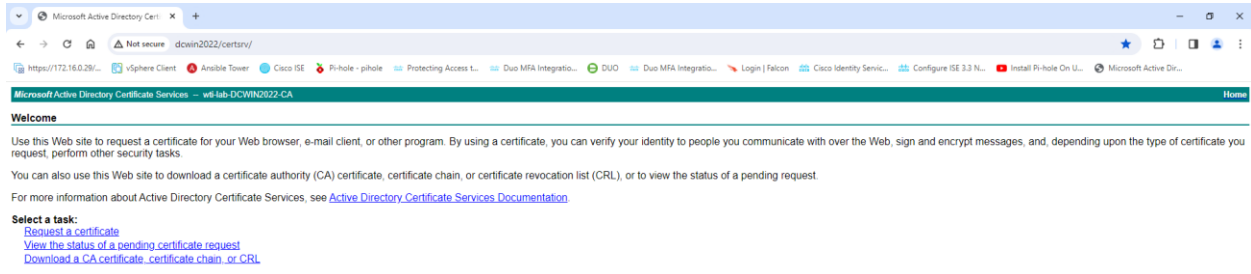 Microsoft Active Directory Cert
Not secure dcwin2022/certsrv/
https://172.16.0.29/... vSphere Client Ansible Tower Cisco ISE Pi-hole - pihole Protecting Access t... Duo MFA Integratio... DUO Duo MFA Integratio... Login | Falcon Cisco Identity Servic... Configure ISE 3.3 N... Install Pi-hole On U... Microsoft Active Dir...
Microsoft Active Directory Certificate Services -- wti-lab-DCWIN2022-CA Home
Welcome
Use this Web site to request a certificate for your Web browser, e-mail client, or other program. By using a certificate, you can verify your identity to people you communicate with over the Web, sign and encrypt messages, and, depending upon the type of certificate you
request, perform other security tasks.
You can also use this Web site to download a certificate authority (CA) certificate, certificate chain, or certificate revocation list (CRL), or to view the status of a pending request.
For more information about Active Directory Certificate Services, see Active Directory Certificate Services Documentation.
Select a task:
Request a certificate
View the status of a pending certificate request
Download a CA certificate, certificate chain, or CRL